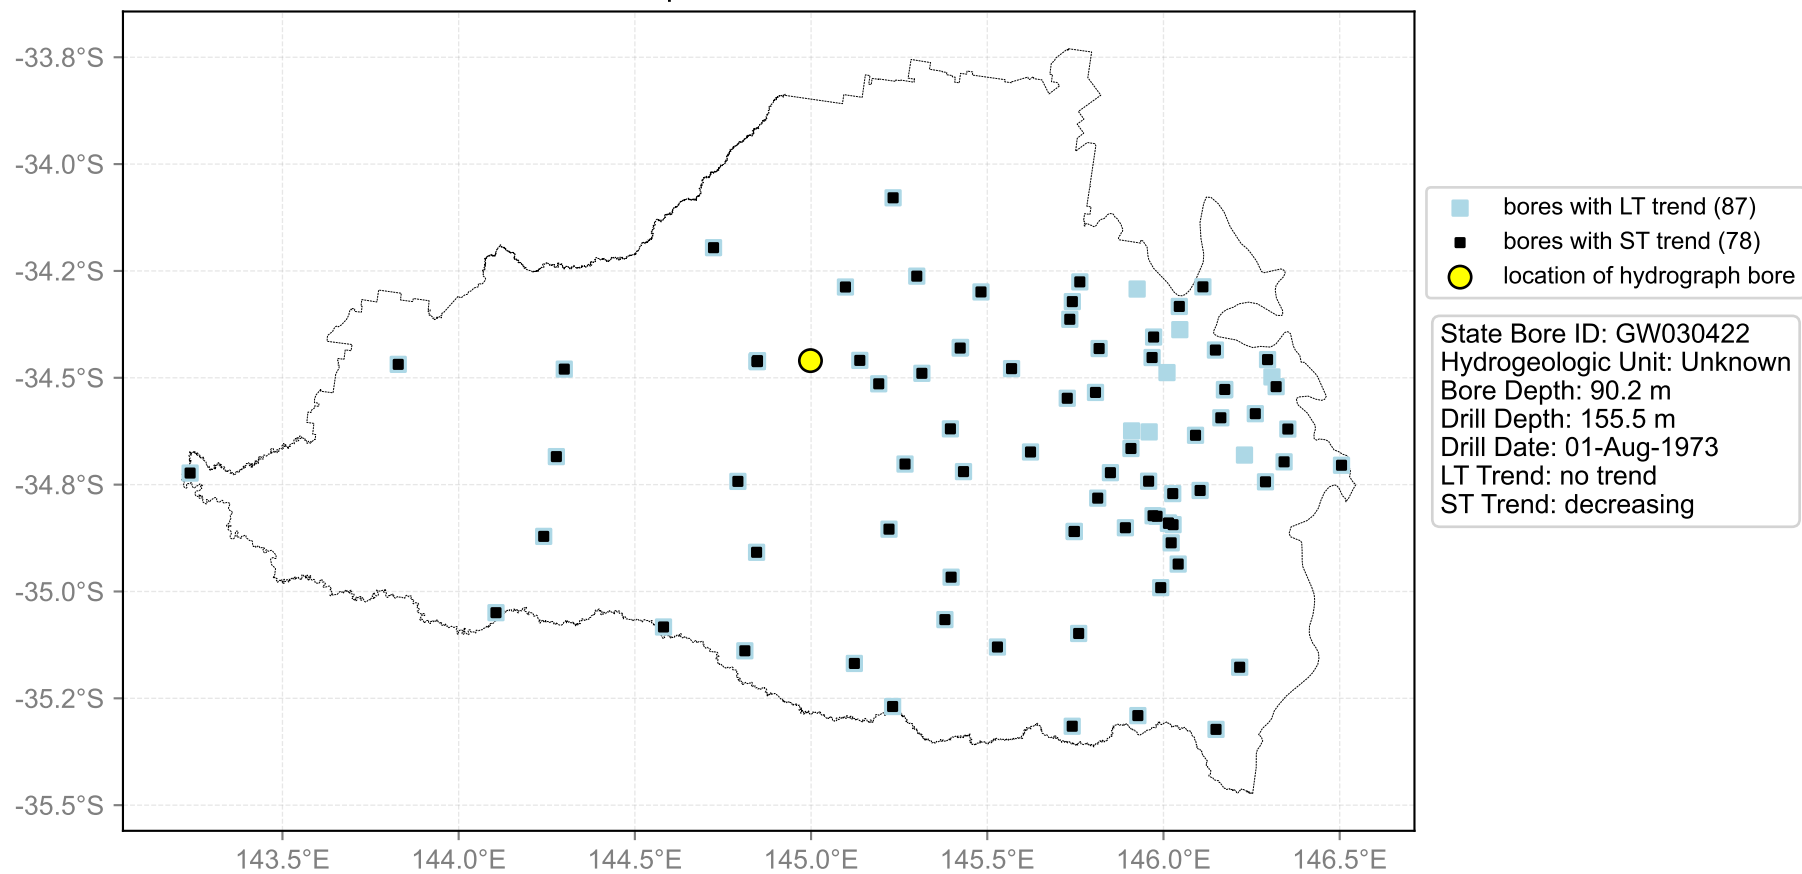 -33.8°S
-34.0°S
-34.2°S
-34.5°S
-34.8°S
-35.0°S
-35.2°S
-35.5°S
143.5°E
144.0°E
144.5°E
145.0°E
145.5°E
146.0°E
146.5°E
bores with LT trend (87)
bores with ST trend (78)
location of hydrograph bore
State Bore ID: GW030422
Hydrogeologic Unit: Unknown
Bore Depth: 90.2 m
Drill Depth: 155.5 m
Drill Date: 01-Aug-1973
LT Trend: no trend
ST Trend: decreasing